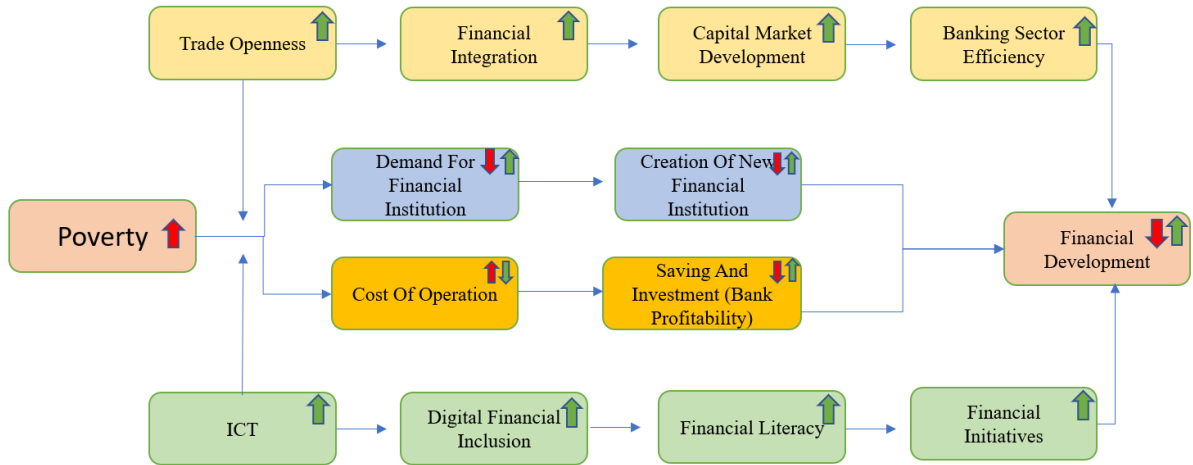 Trade Openness
Financial
Integration
Capital Market
Development
Banking Sector
Efficiency
Demand For
Financial
Institution
Creation Of New
Financial
Institution
Poverty
Financial
Development
Cost Of Operation
Saving And
Investment (Bank
Profitability)
ICT
Digital Financial
Inclusion
Financial Literacy
Financial
Initiatives